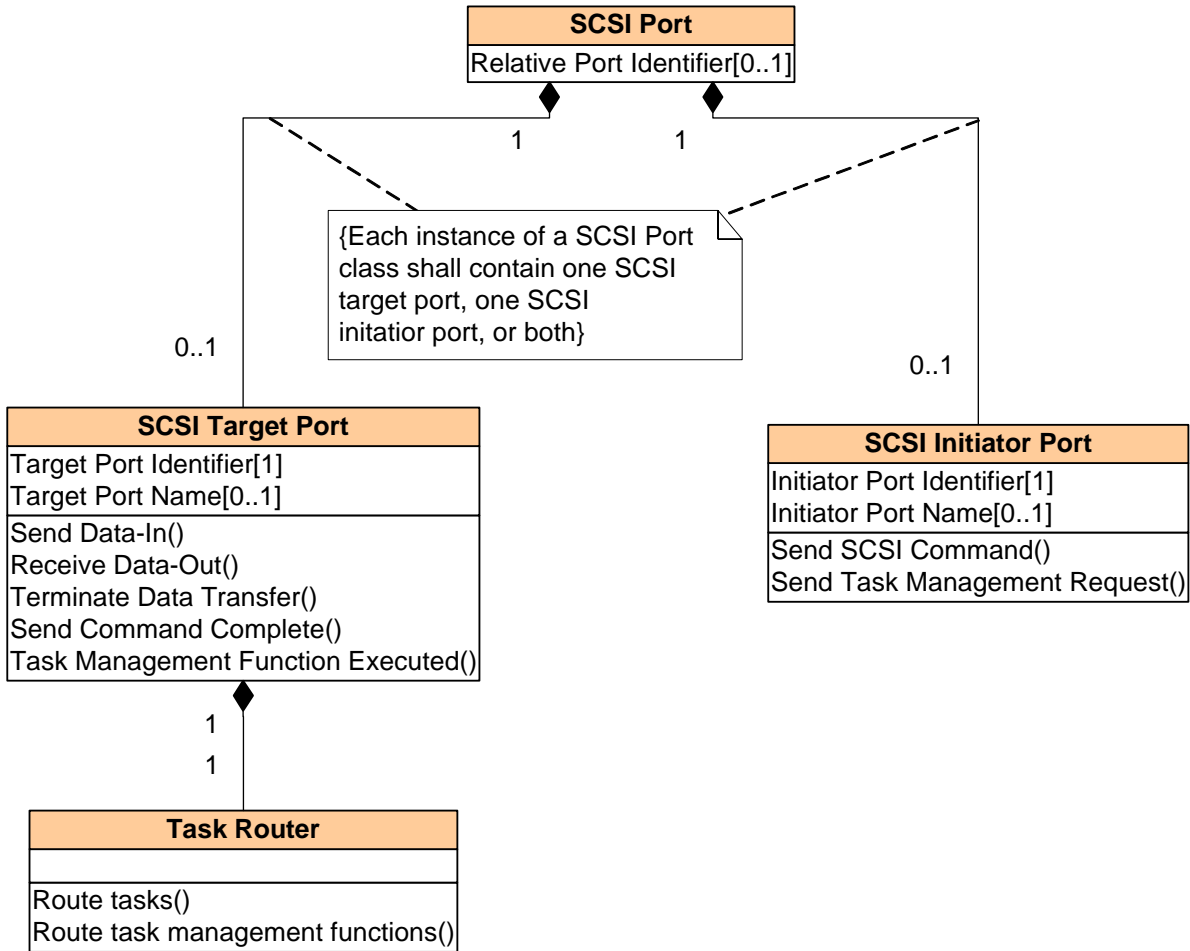 SCSI Port
Relative Port Identifier[0..1]
1
1
{Each instance of a SCSI Port
class shall contain one SCSI
target port, one SCSI
initatior port, or both}
0..1
0..1
SCSI Target Port
Target Port Identifier[1]
Target Port Name[0..1]
Send Data-In()
Receive Data-Out()
Terminate Data Transfer()
Send Command Complete()
Task Management Function Executed()
SCSI Initiator Port
Initiator Port Identifier[1]
Initiator Port Name[0..1]
Send SCSI Command()
Send Task Management Request()
1
1
Task Router
Route tasks()
Route task management functions()